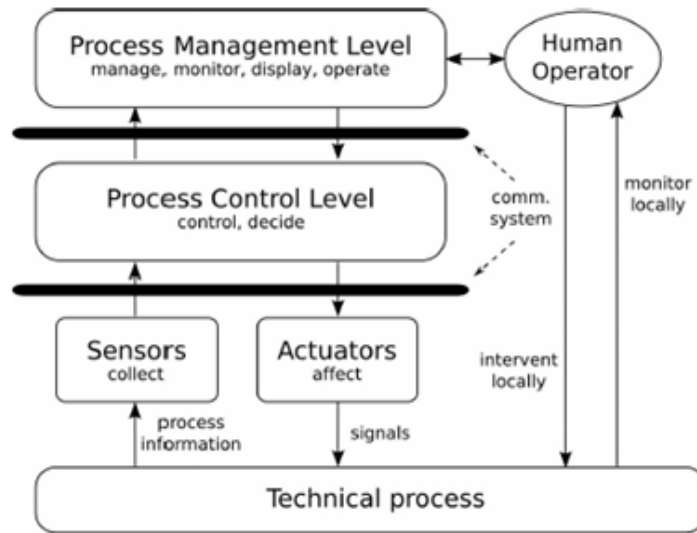 Process Management Level
manage, monitor, display, operate
Human
Operator
Process Control Level
control, decide
comm.
system
monitor
locally
Sensors
collect
Actuators
affect
intervent
locally
process
information
signals
Technical process